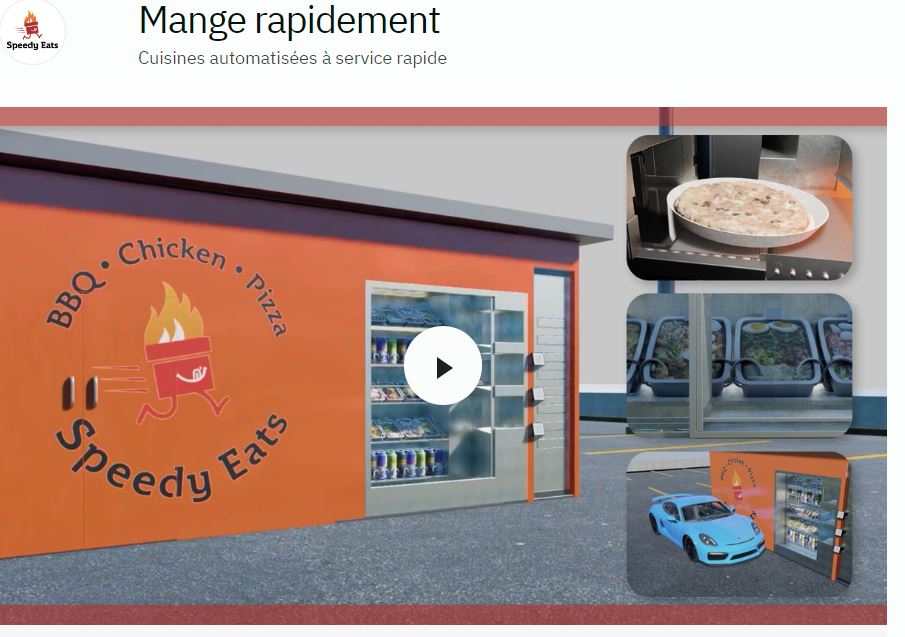 Mange rapidement
Speedy Eats
Cuisines automatisées à service rapide
BBQ • Chicken • Pizza
Speedy Eats
BBQ • Chicken • Pizza